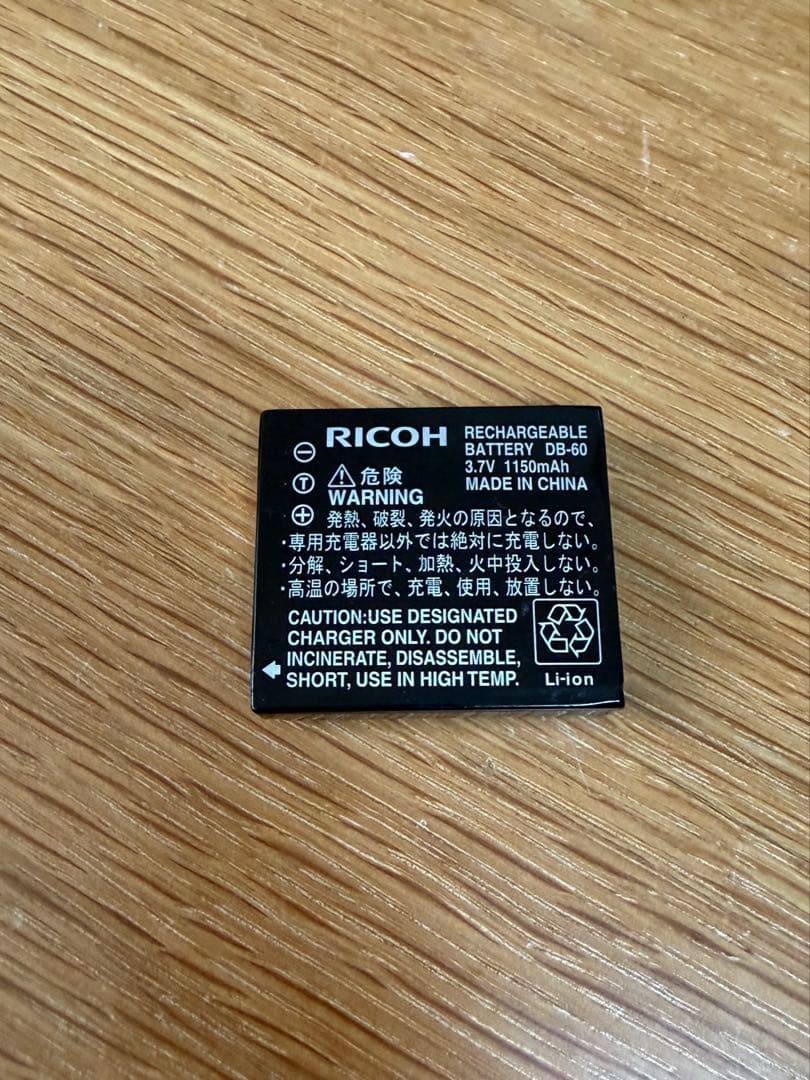 RICOH
RECHARGEABLE
BATTERY DB-60
3.7V 1150mAh
MADE IN CHINA
⊖
Ⓣ
⊕
⚠危険
WARNING
発熱、破裂、発火の原因となるので、
・専用充電器以外では絶対に充電しない。
・分解、ショート、加熱、火中投入しない。
・高温の場所で、充電、使用、放置しない。
CAUTION:USE DESIGNATED
CHARGER ONLY. DO NOT
INCINERATE, DISASSEMBLE,
SHORT, USE IN HIGH TEMP.
Li-ion